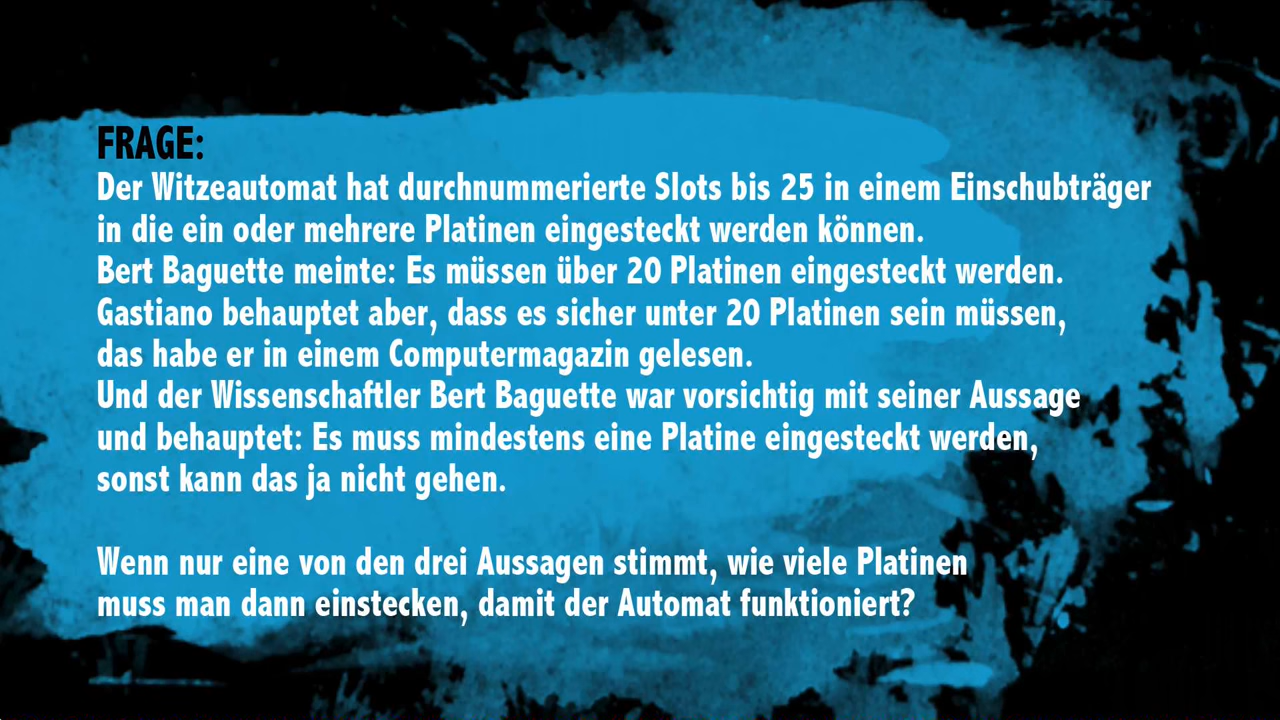 FRAGE:
Der Witzeautomat hat durchnummerierte Slots bis 25 in einem Einschubträger
in die ein oder mehrere Platinen eingesteckt werden können.
Bert Baguette meinte: Es müssen über 20 Platinen eingesteckt werden.
Gastiano behauptet aber, dass es sicher unter 20 Platinen sein müssen,
das habe er in einem Computermagazin gelesen.
Und der Wissenschaftler Bert Baguette war vorsichtig mit seiner Aussage
und behauptet: Es muss mindestens eine Platine eingesteckt werden,
sonst kann das ja nicht gehen.
Wenn nur eine von den drei Aussagen stimmt, wie viele Platinen
muss man dann einstecken, damit der Automat funktioniert?